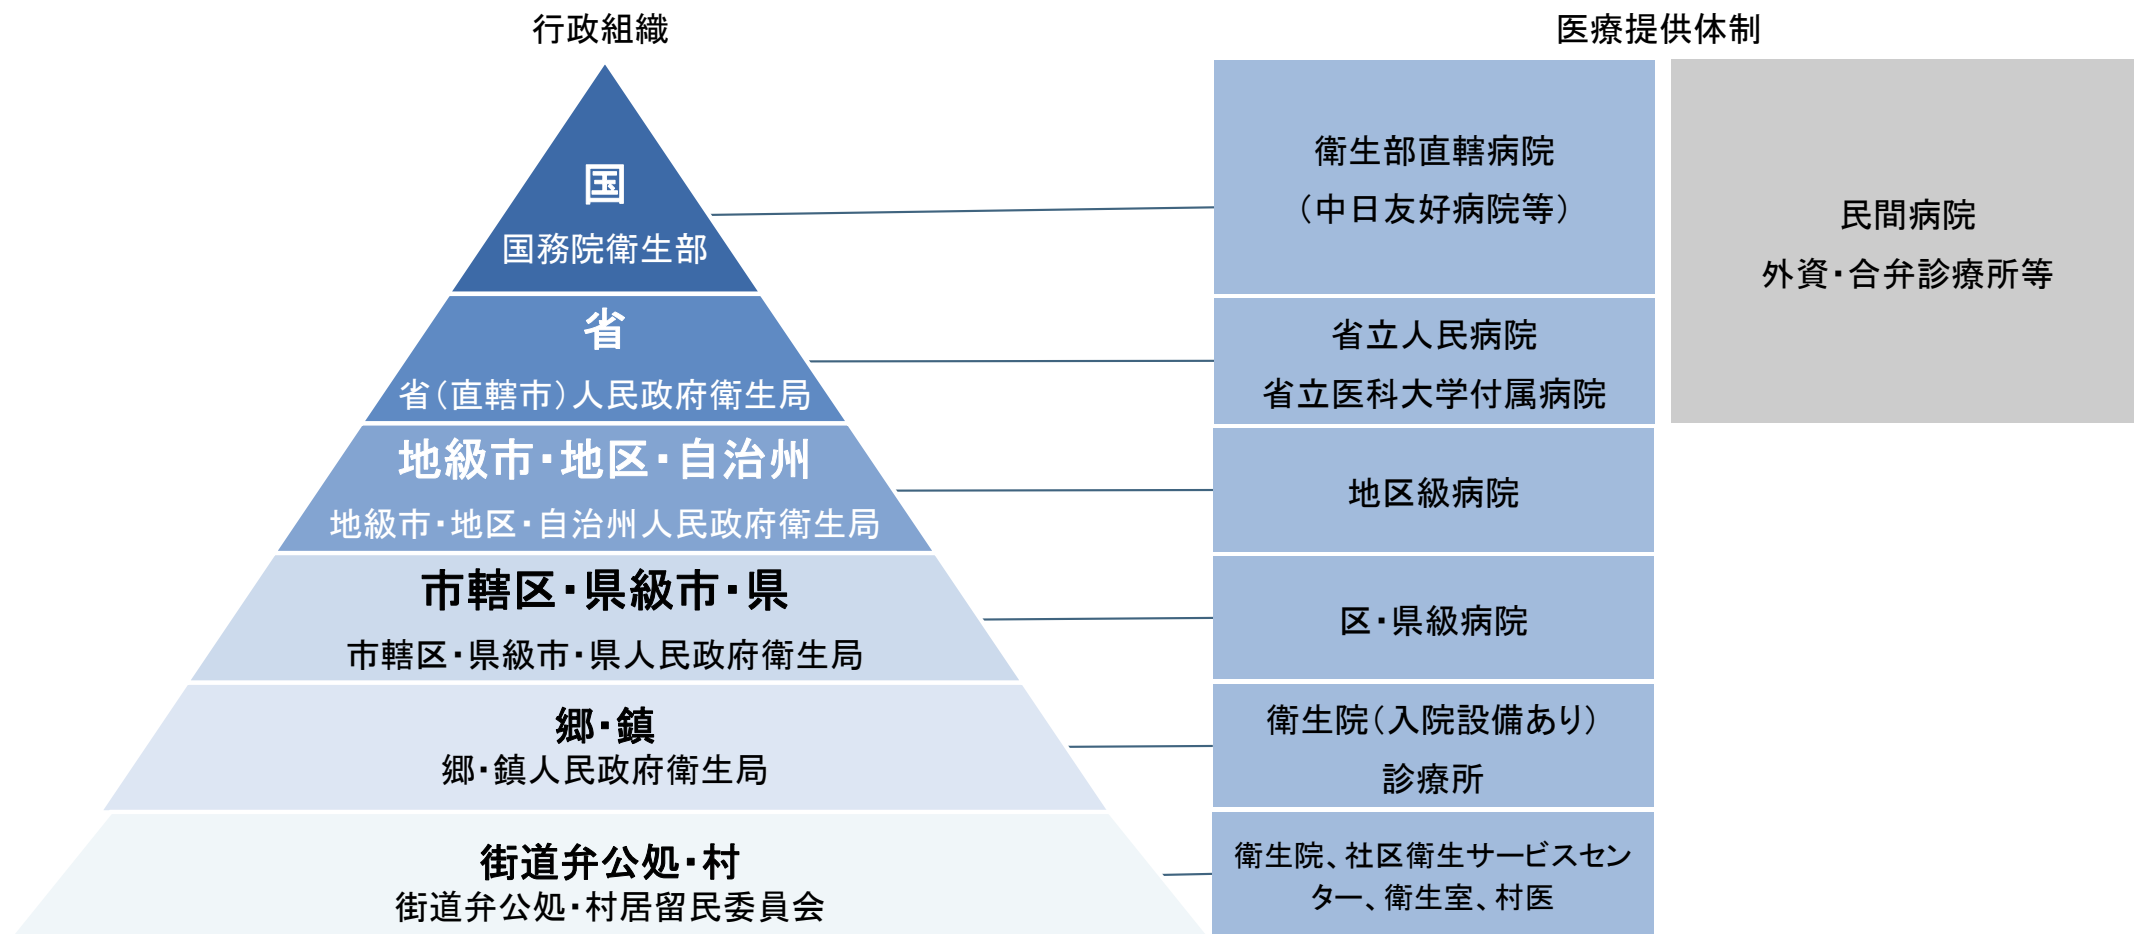 行政組織
医療提供体制
国
国務院衛生部
省
省(直轄市)人民政府衛生局
地級市・地区・自治州
地級市・地区・自治州人民政府衛生局
市轄区・県級市・県
市轄区・県級市・県人民政府衛生局
郷・鎮
郷・鎮人民政府衛生局
街道弁公処・村
街道弁公処・村居留民委員会
衛生部直轄病院
(中日友好病院等)
省立人民病院
省立医科大学付属病院
地区級病院
区・県級病院
衛生院(入院設備あり)
診療所
衛生院、社区衛生サービスセン
ター、衛生室、村医
民間病院
外資・合弁診療所等